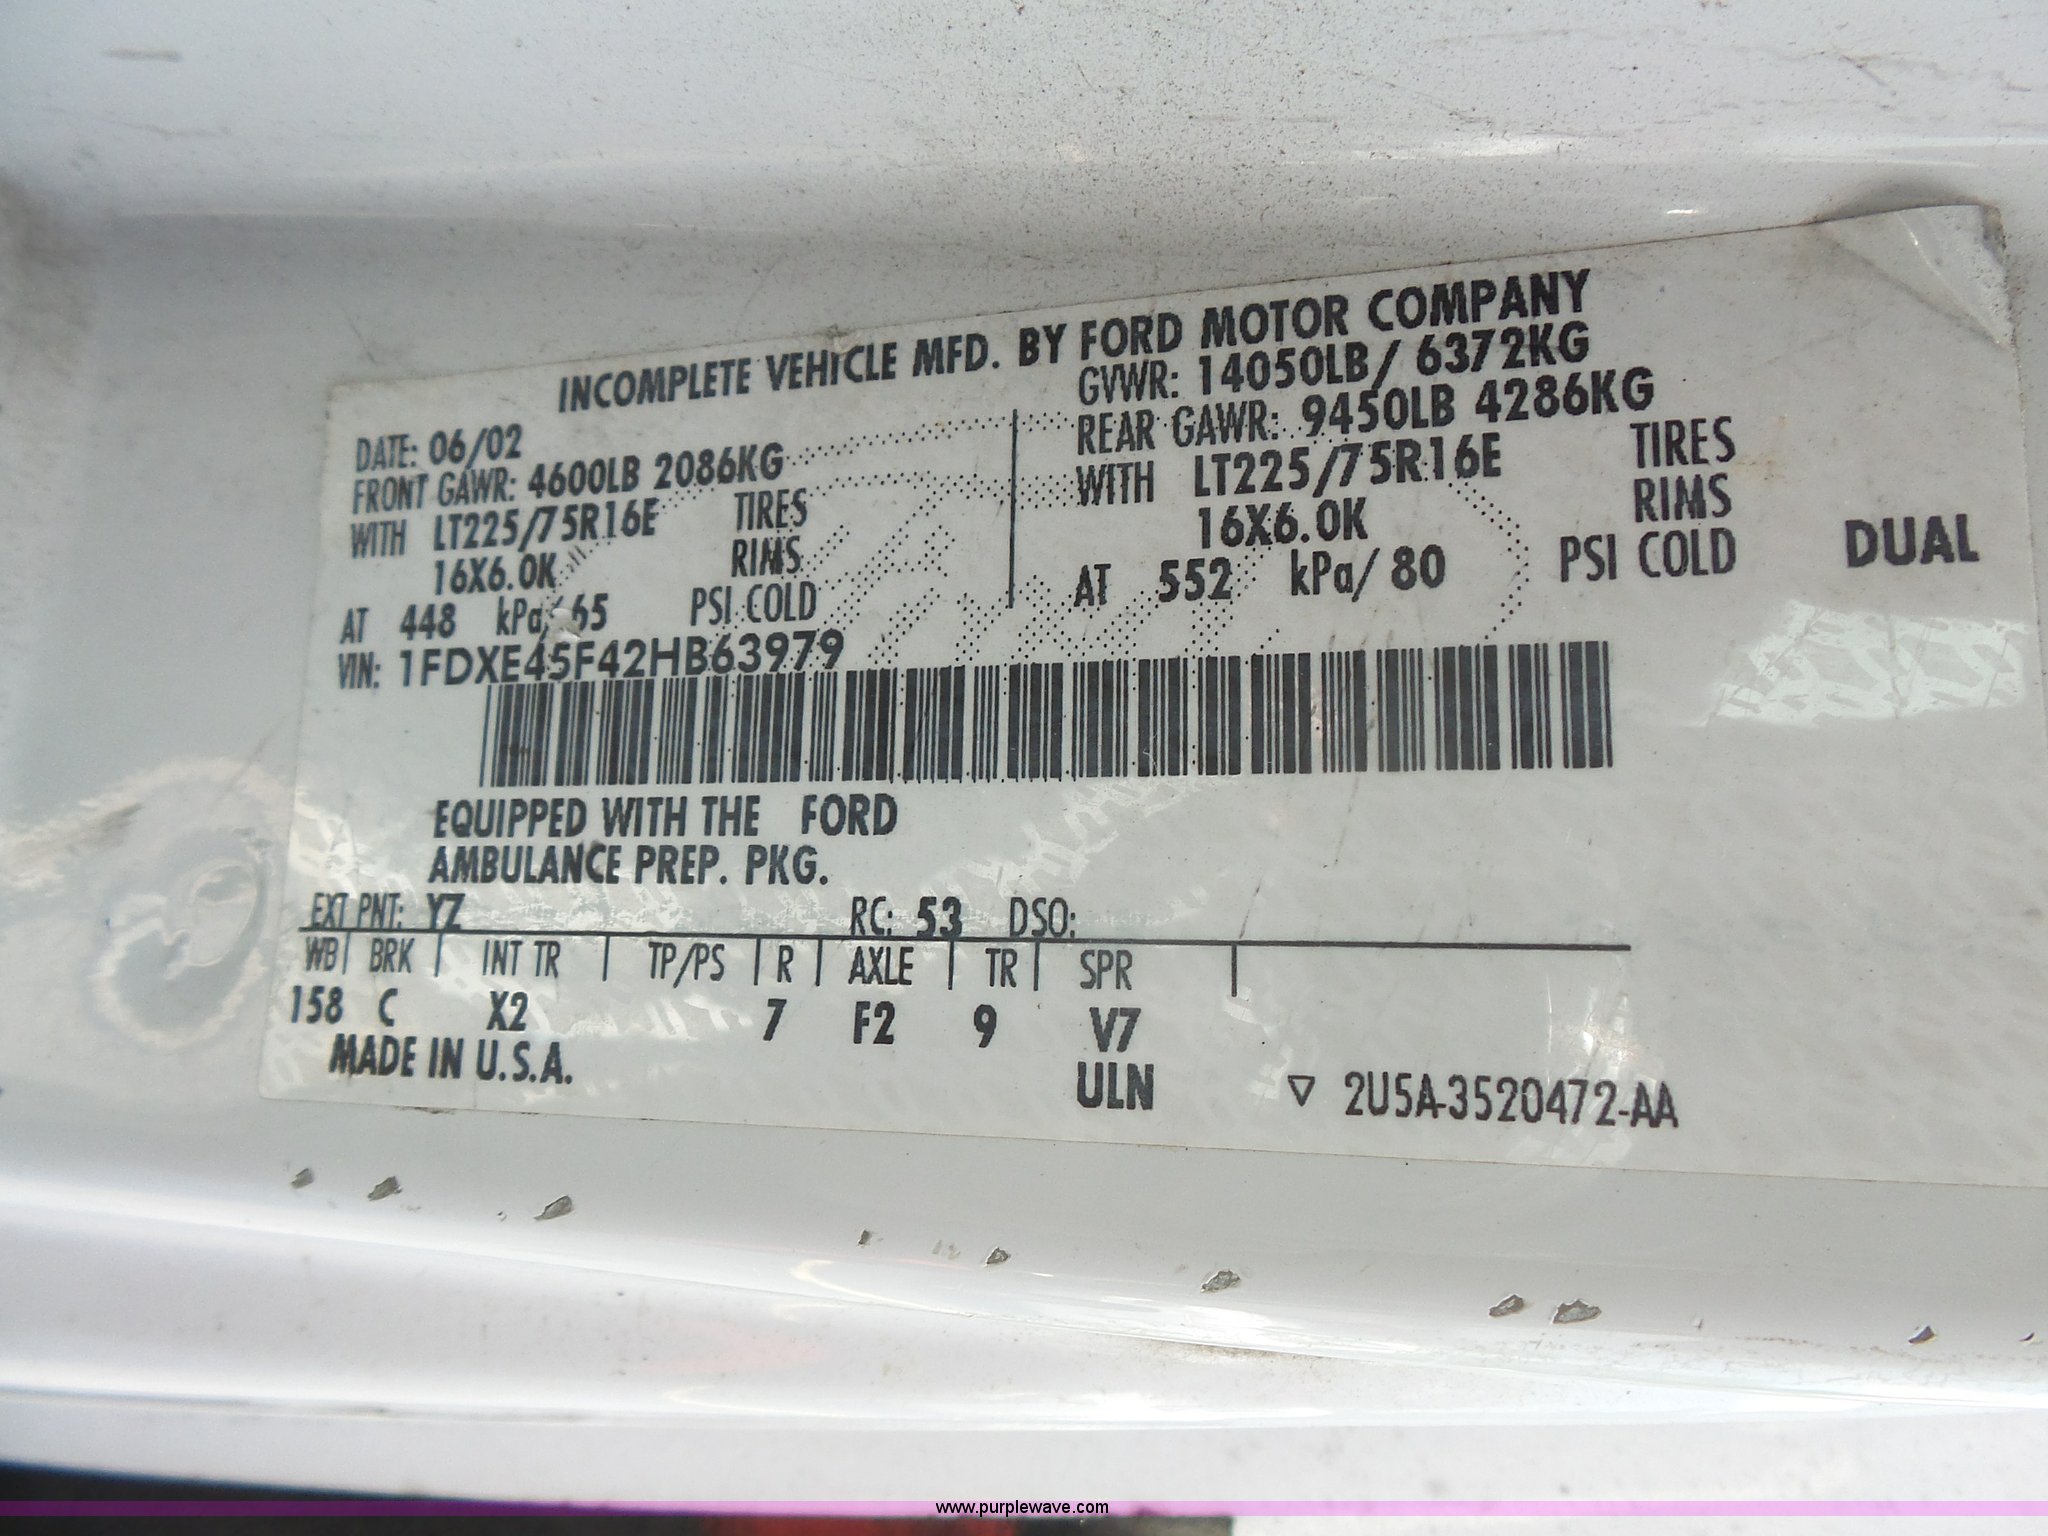 INCOMPLETE VEHICLE MFD. BY FORD MOTOR COMPANY
DATE: 06/02
GVWR: 14050LB/ 6372KG
FRONT GAWR: 4600LB 2086KG
REAR GAWR: 9450LB 4286KG
WITH LT225/75R16E TIRES
WITH LT225/75R16E TIRES
16X6.0K RIMS
16X6.0K RIMS
AT 448 kPa/ 65 PSI COLD
AT 552 kPa/ 80 PSI COLD DUAL
VIN: 1FDXE45F42HB63979
EQUIPPED WITH THE FORD
AMBULANCE PREP. PKG.
EXT PNT: YZ RC: 53 DSO:
WB BRK INT TR TP/PS R AXLE TR SPR
158 C X2 7 F2 9 V7
MADE IN U.S.A. ULN ▽ 2U5A-3520472-AA
www.purplewave.com